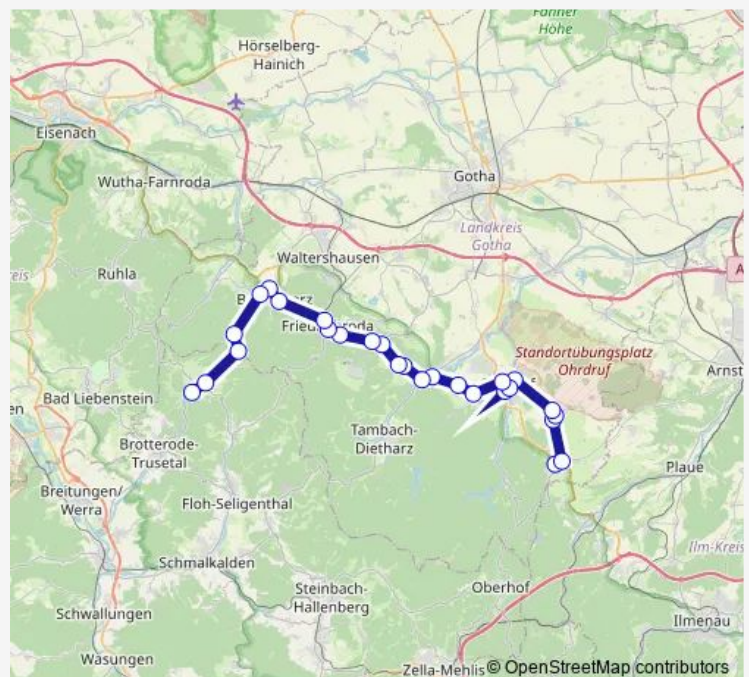 Fahner
Höhe
Hörselberg-
Hainich
Eisenach
Gotha
Wutha-Farnroda
Landkreis
Gotha
Waltershausen
Ruhla
A
Standortübungsplatz
Ohrdruf
Arnst
Bad Liebenstein
Tambach-
Dietharz
Brotterode-
Trusetal
Plaue
Breitungen/
Werra
Floh-Seligenthal
Ilm-Kreis
Schmalkalden
Oberhof
Steinbach-
Hallenberg
Schwallungen
Ilmenau
Wasungen
Zella-Mehlis
© OpenStreetMap contributors